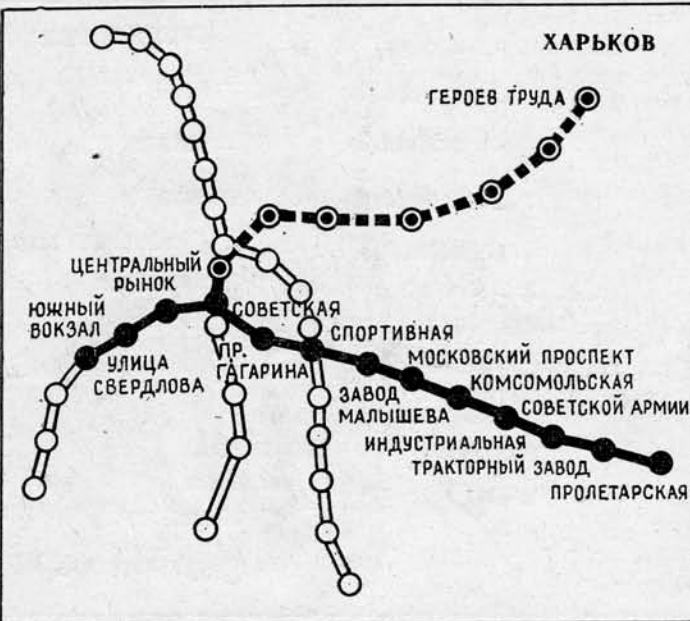 ХАРЬКОВ
ГЕРОЕВ ТРУДА
ЦЕНТРАЛЬНЫЙ
РЫНОК
ЮЖНЫЙ
ВОКЗАЛ
СОВЕТСКАЯ
УЛИЦА
СВЕРДЛОВА
ПР.
ГАГАРИНА
СПОРТИВНАЯ
МОСКОВСКИЙ ПРОСПЕКТ
ЗАВОД
МАЛЫШЕВА
КОМСОМОЛЬСКАЯ
СОВЕТСКОЙ АРМИИ
ИНДУСТРИАЛЬНАЯ
ТРАКТОРНЫЙ ЗАВОД
ПРОЛЕТАРСКАЯ